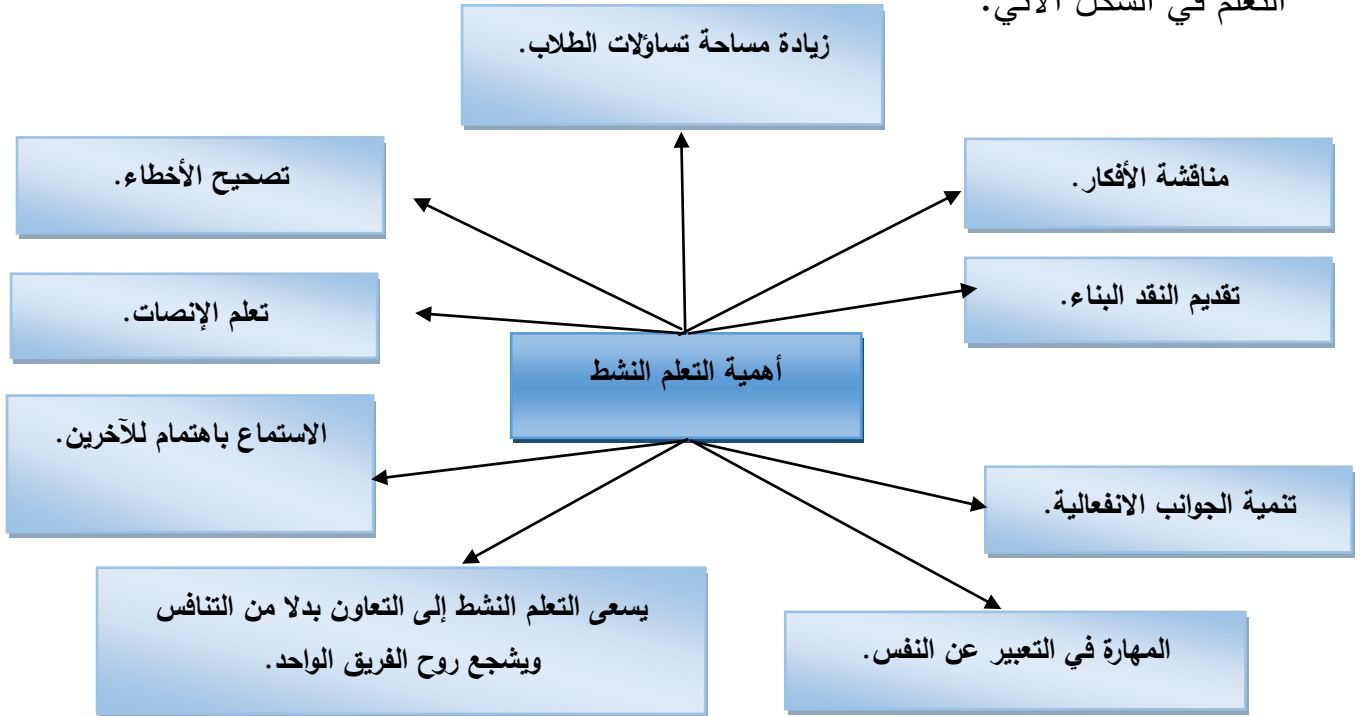 التعلم في الشكل الآتي.
زيادة مساحة تساؤلات الطلاب.
مناقشة الأفكار.
تصحيح الأخطاء.
تقديم النقد البناء.
تعلم الإنصات.
أهمية التعلم النشط
الاستماع باهتمام للآخرين.
تنمية الجوانب الانفعالية.
يسعى التعلم النشط إلى التعاون بدلا من التنافس
ويشجع روح الفريق الواحد.
المهارة في التعبير عن النفس.